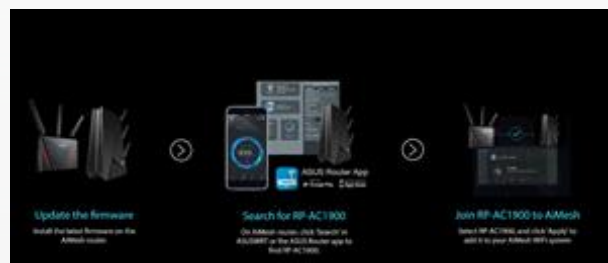 Update the firmware
Install the latest firmware on the
AiMesh router.
ASUS Router App
Google Play
Search for RP-AC1900
On AiMesh router, click 'Search' in
ASUSWRT or the ASUS Router app to
find RP-AC1900.
Join RP-AC1900 to AiMesh
Select RP-AC1900, and click 'Apply' to
add it to your AiMesh WiFi system